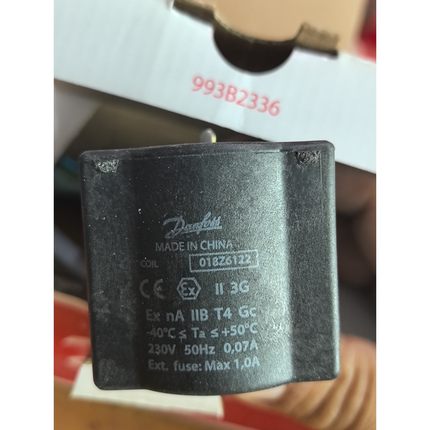 993B2336
Danfoss
MADE IN CHINA
COIL 018Z6122
CE Ex II 3G
Ex nA IIB T4 Gc
-40°C ≤ Ta ≤ +50°C
230V 50Hz 0,07A
Ext. fuse: Max 1,0A